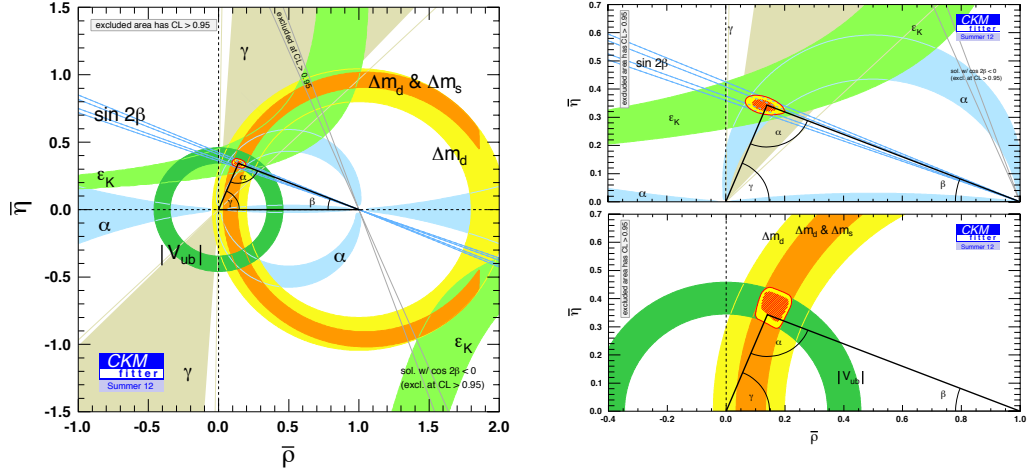 excluded area has CL > 0.95
γ
excluded at CL > 0.95
ε_K
Δm_d & Δm_s
sin 2β
Δm_d
ε_K
α
α
γ
β
α
|V_ub|
α
ε_K
γ
CKM
fitter
Summer 12
sol. w/ cos 2β < 0
(excl. at CL > 0.95)
1.5
1.0
0.5
0.0
-0.5
-1.0
-1.5
η̄
-1.0
-0.5
0.0
0.5
1.0
1.5
2.0
ρ̄
excluded area has CL > 0.95
γ
ε_K
CKM
fitter
Summer 12
sin 2β
sol. w/ cos 2β < 0
(excl. at CL > 0.95)
α
ε_K
α
α
γ
β
0.7
0.6
0.5
0.4
0.3
0.2
0.1
0.0
η̄
excluded area has CL > 0.95
Δm_d
Δm_d & Δm_s
CKM
fitter
Summer 12
α
|V_ub|
γ
β
0.7
0.6
0.5
0.4
0.3
0.2
0.1
0.0
η̄
-0.4
-0.2
0.0
0.2
0.4
0.6
0.8
1.0
ρ̄